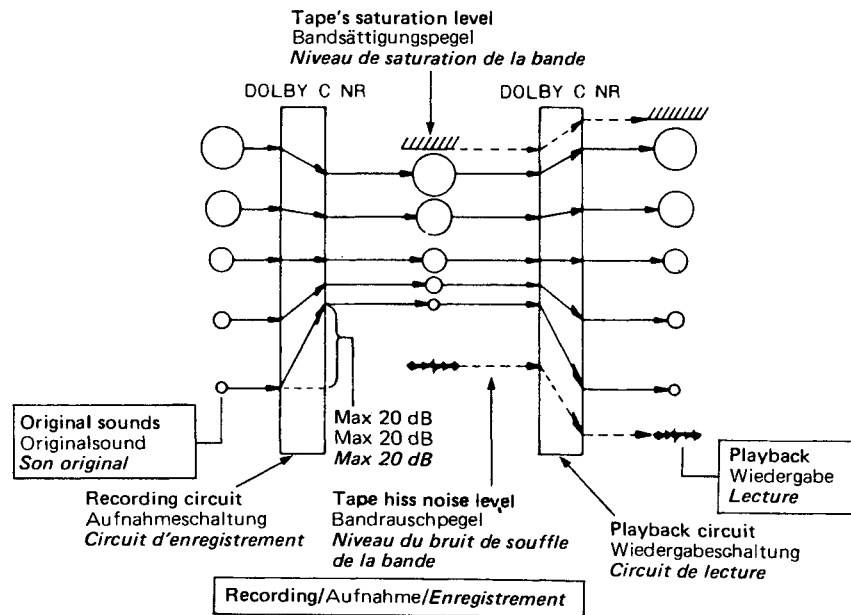 Tape's saturation level
Bandsättigungspegel
Niveau de saturation de la bande
DOLBY C NR
DOLBY C NR
Original sounds
Originalsound
Son original
Max 20 dB
Max 20 dB
Max 20 dB
Recording circuit
Aufnahmeschaltung
Circuit d'enregistrement
Tape hiss noise level
Bandrauschpegel
Niveau du bruit de souffle
de la bande
Playback
Wiedergabe
Lecture
Playback circuit
Wiedergabeschaltung
Circuit de lecture
Recording/Aufnahme/Enregistrement